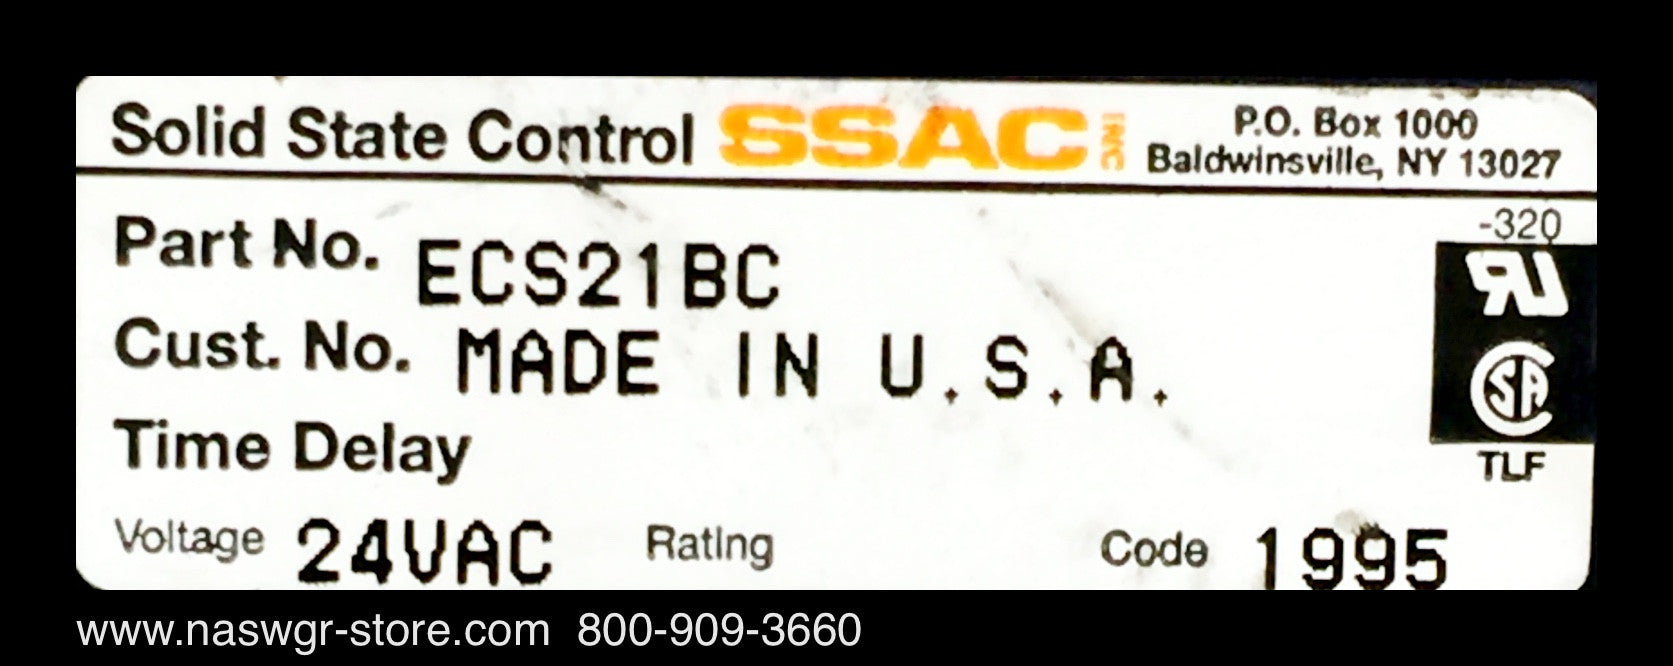 Solid State Control SSAC INC
P.O. Box 1000
Baldwinsville, NY 13027
-320
Part No. ECS21BC
Cust. No. MADE IN U.S.A.
Time Delay
TLF
Voltage 24VAC Rating Code 1995
www.naswgr-store.com 800-909-3660